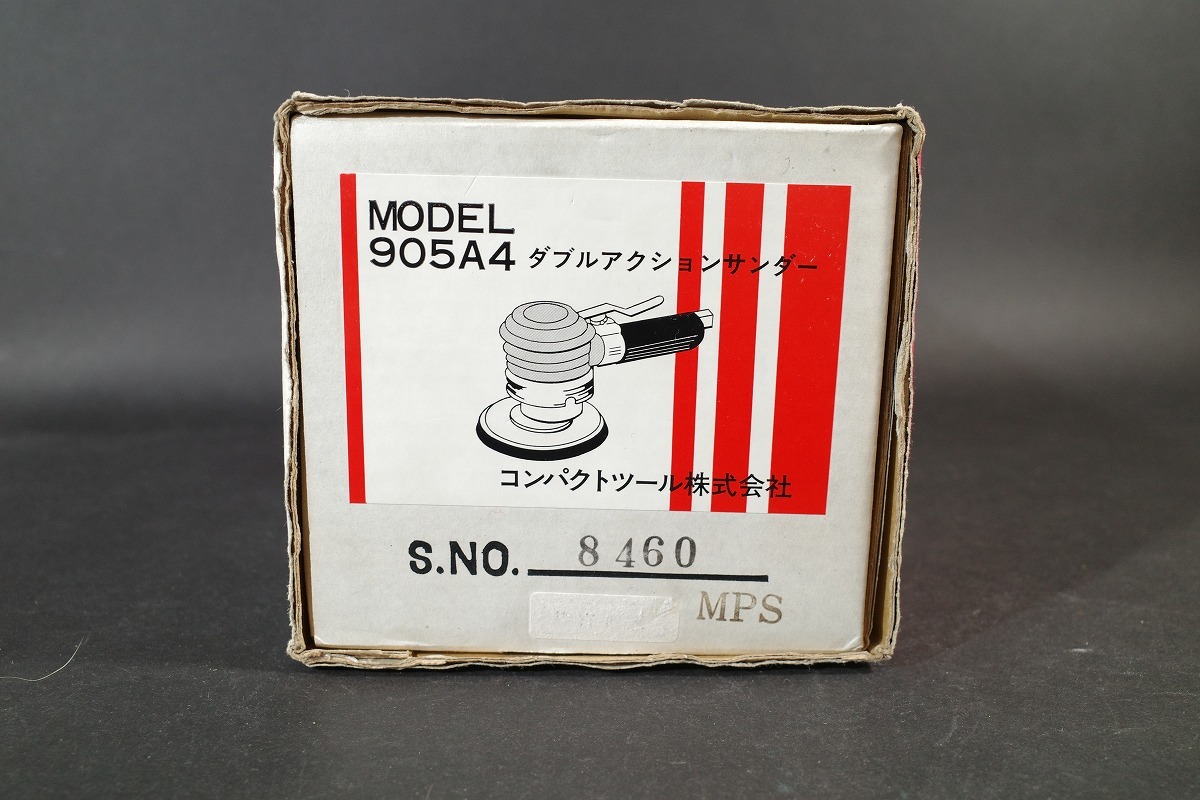 MODEL
905A4 ダブルアクションサンダー
コンパクトツール株式会社
S.NO. 8460
MPS